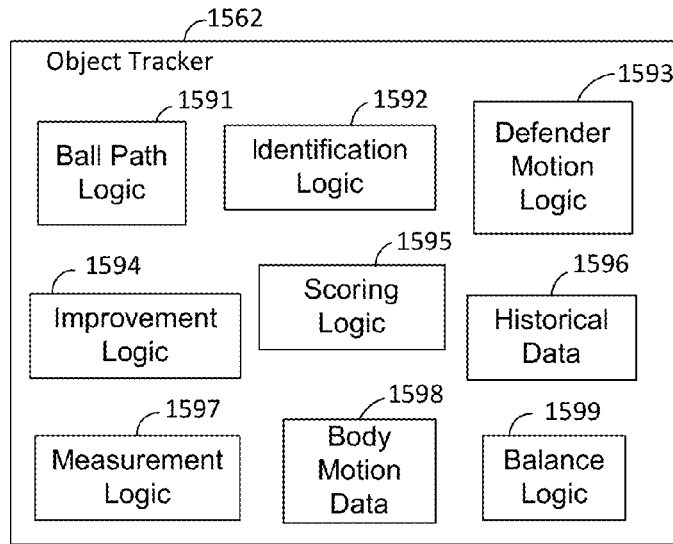 1562
Object Tracker
1591
1592
1593
Ball Path
Logic
Identification
Logic
Defender
Motion
Logic
1594
1595
1596
Improvement
Logic
Scoring
Logic
Historical
Data
1597
1598
1599
Measurement
Logic
Body
Motion
Data
Balance
Logic